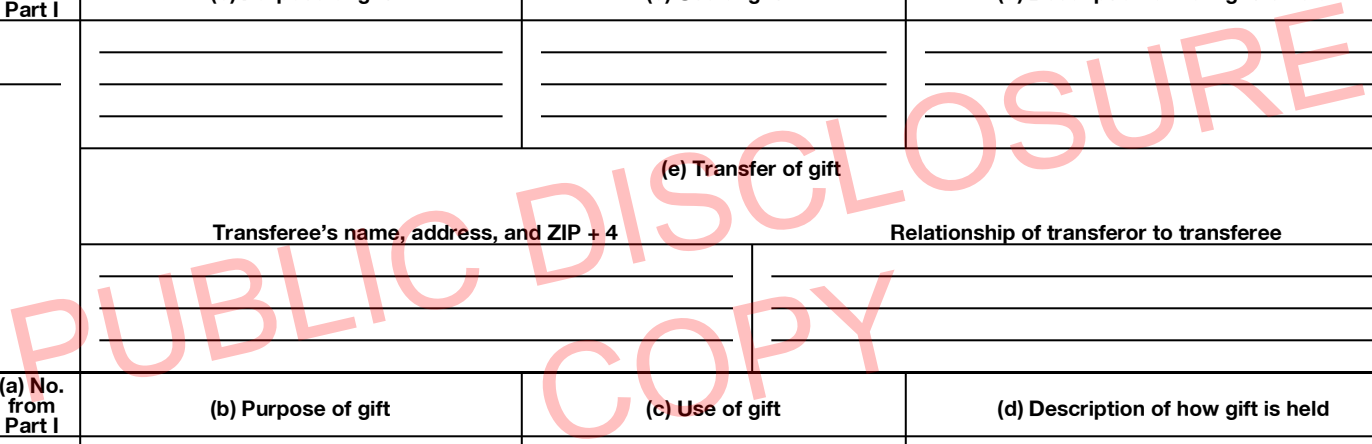 Part I
(e) Transfer of gift
Transferee’s name, address, and ZIP + 4
Relationship of transferor to transferee
PUBLIC DISCLOSURE
COPY
(a) No.
from
Part I
(b) Purpose of gift
(c) Use of gift
(d) Description of how gift is held